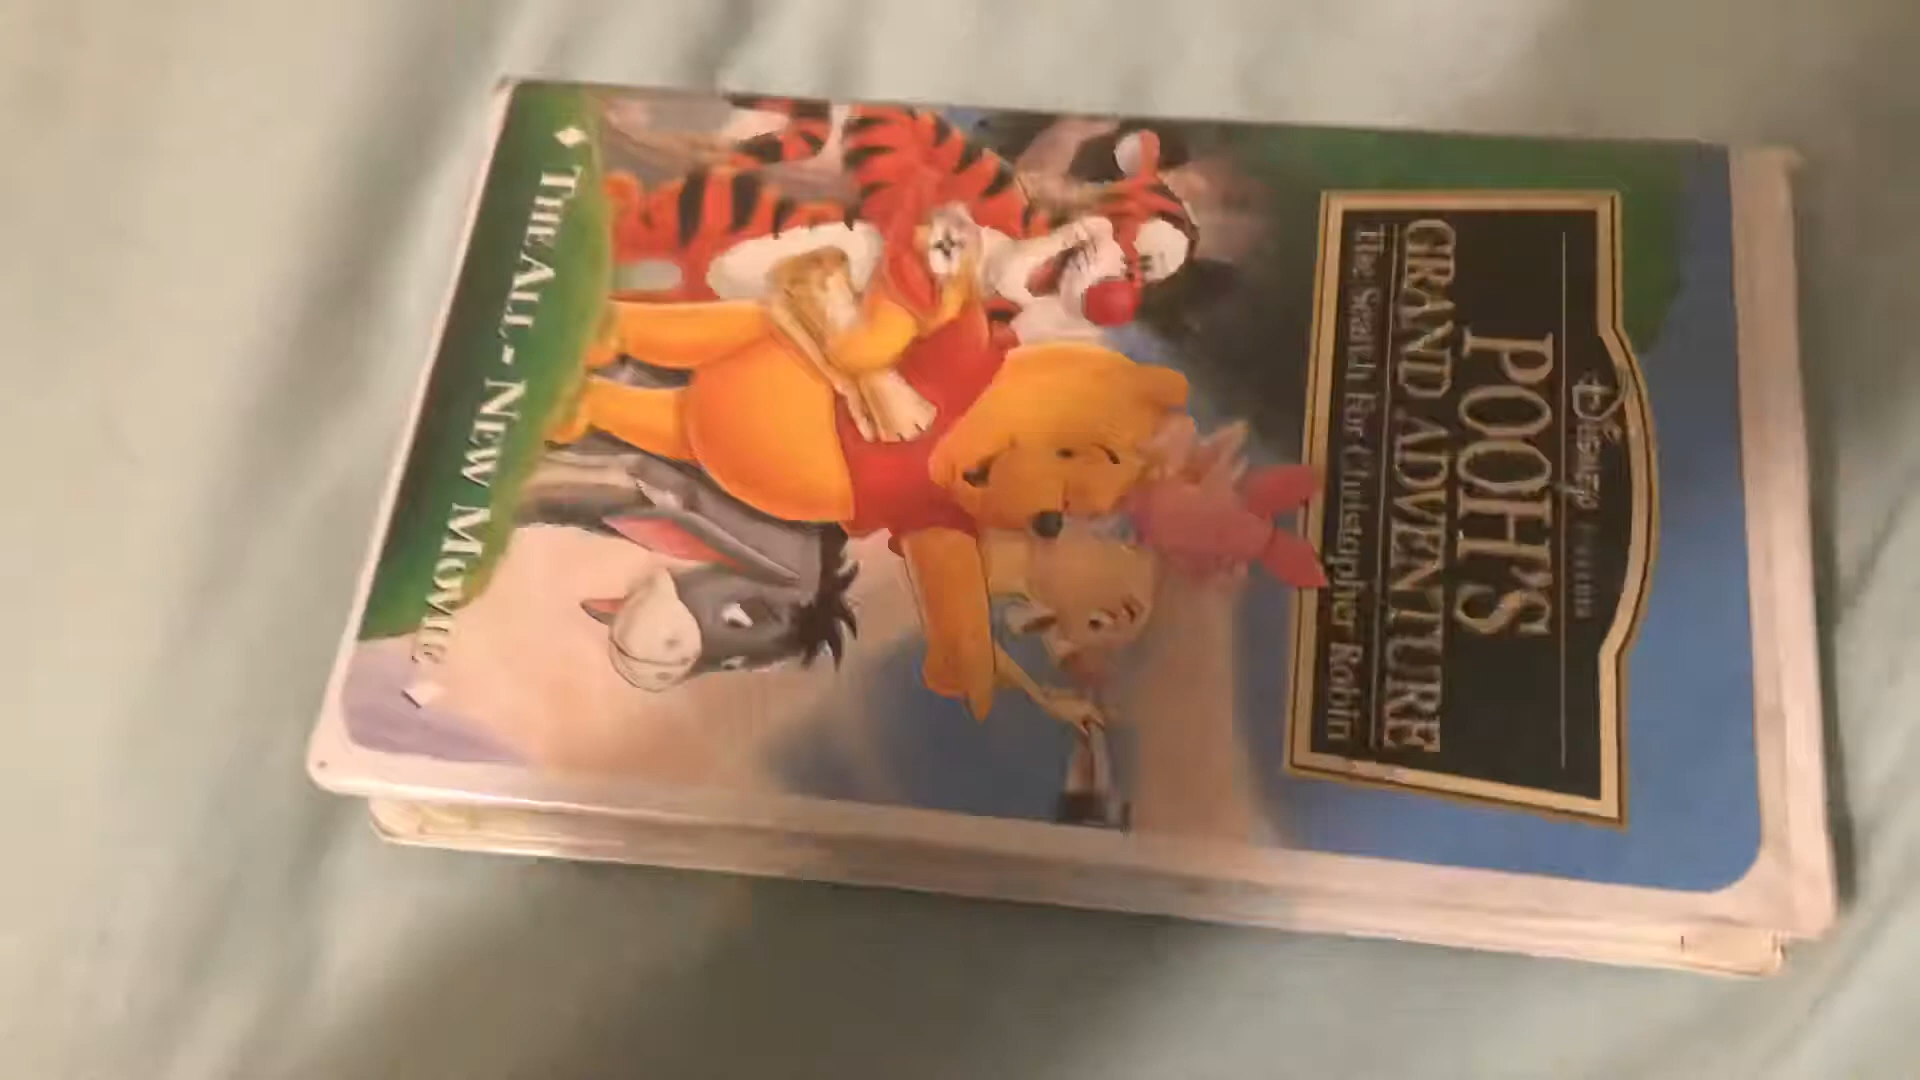 Disney Presents
POOH'S
GRAND ADVENTURE
The Search For Christopher Robin
THE ALL-NEW MOVIE